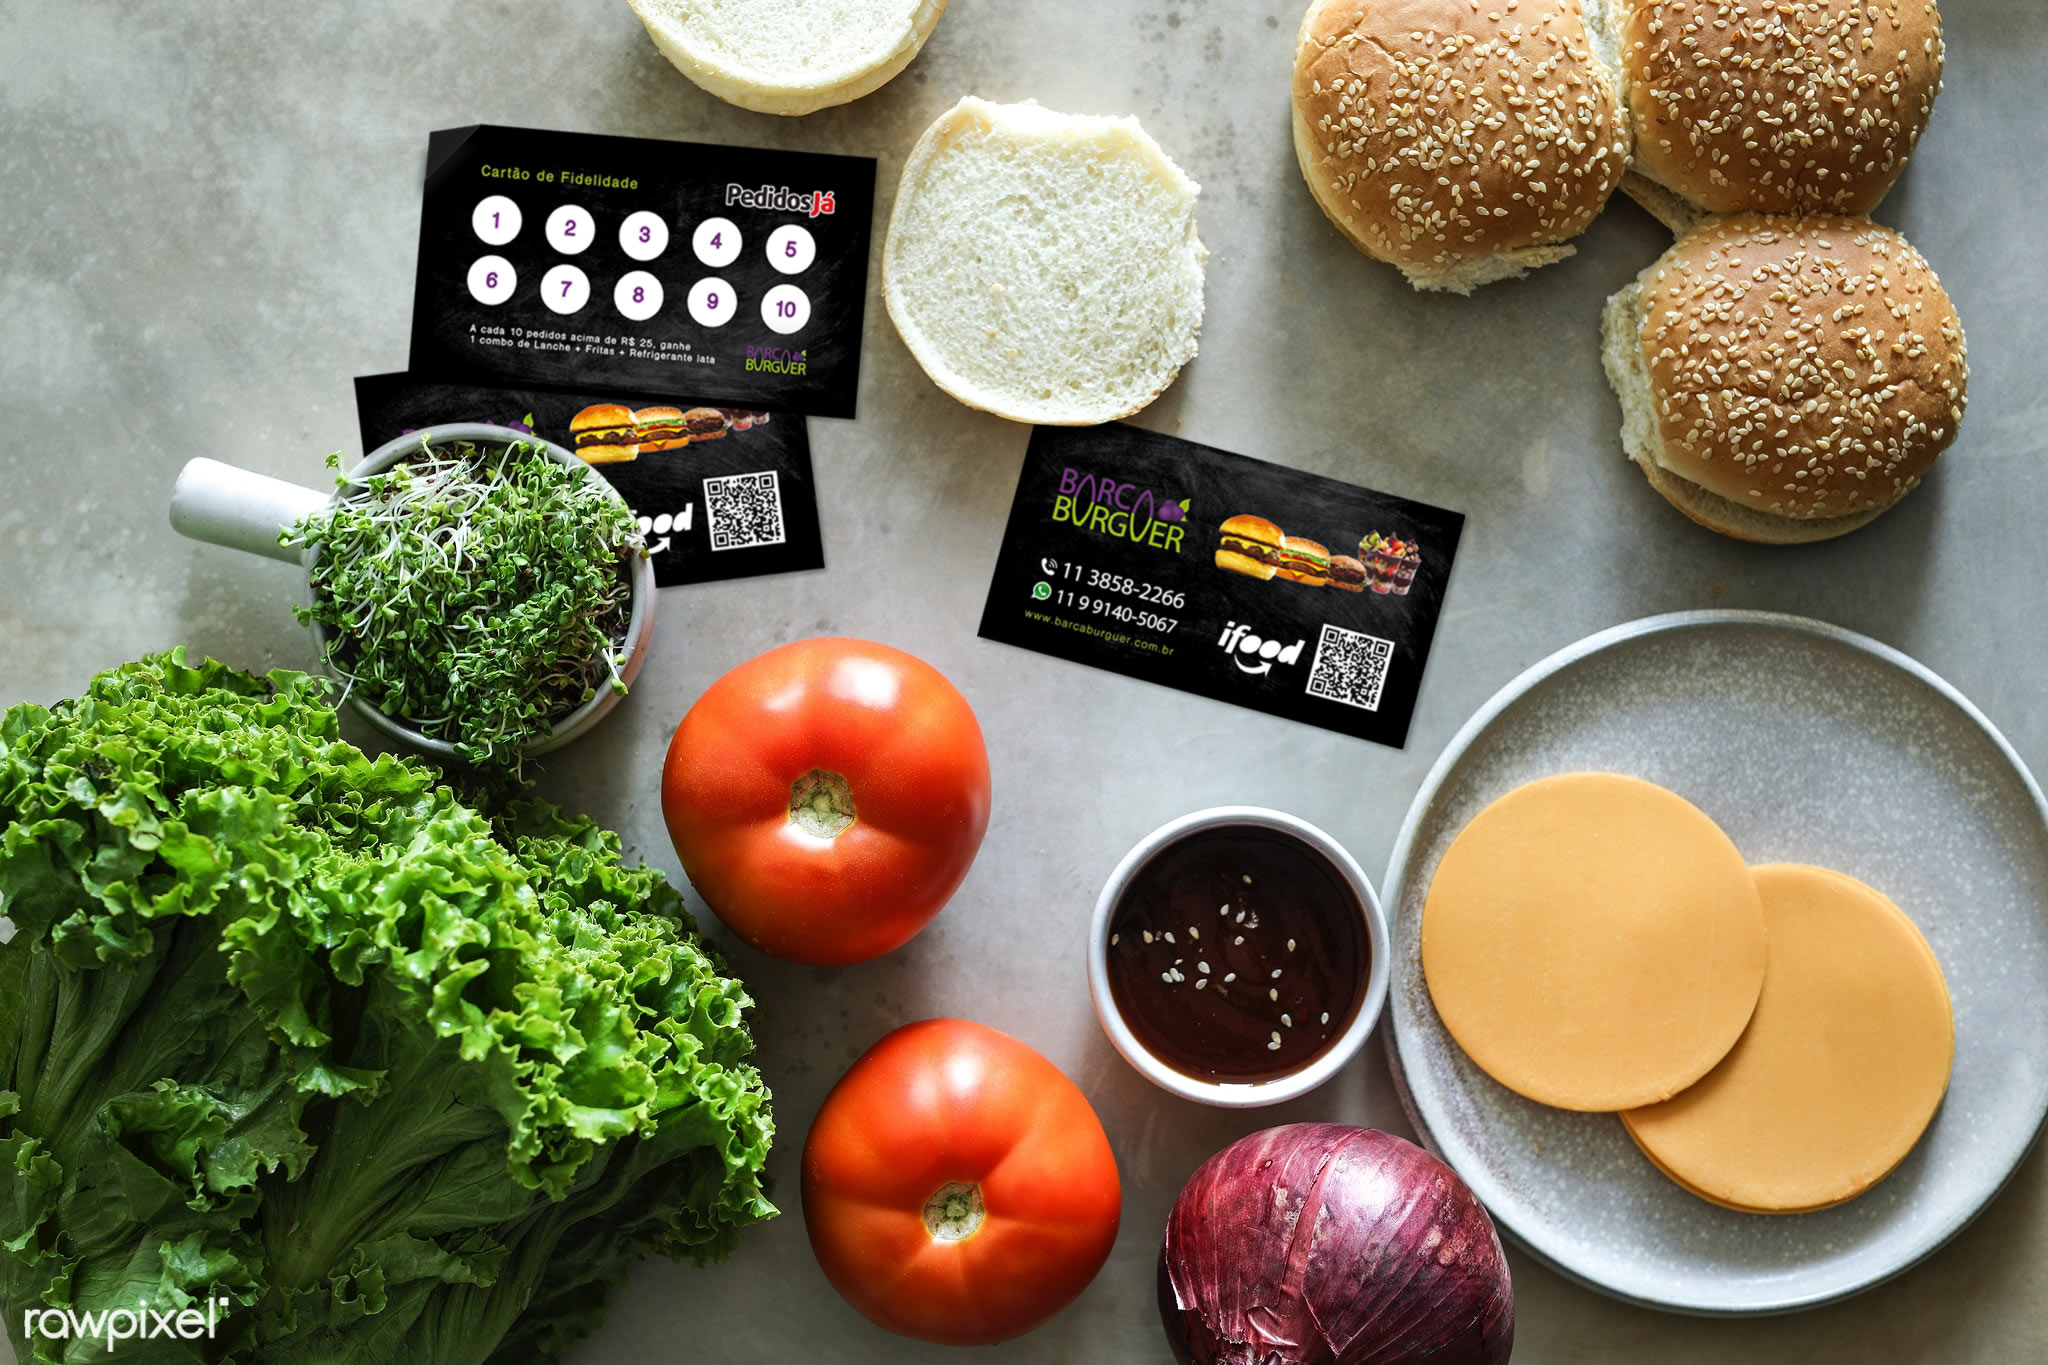 Cartão de Fidelidade
PedidosJá
1 2 3 4 5
6 7 8 9 10
A cada 10 pedidos acima de R$ 25, ganhe
1 combo de Lanche + Fritas + Refrigerante lata
BARCA
BURGUER
BARCA
BURGUER
11 3858-2266
11 9 9140-5067
www.barcaburguer.com.br
ifood
rawpixel